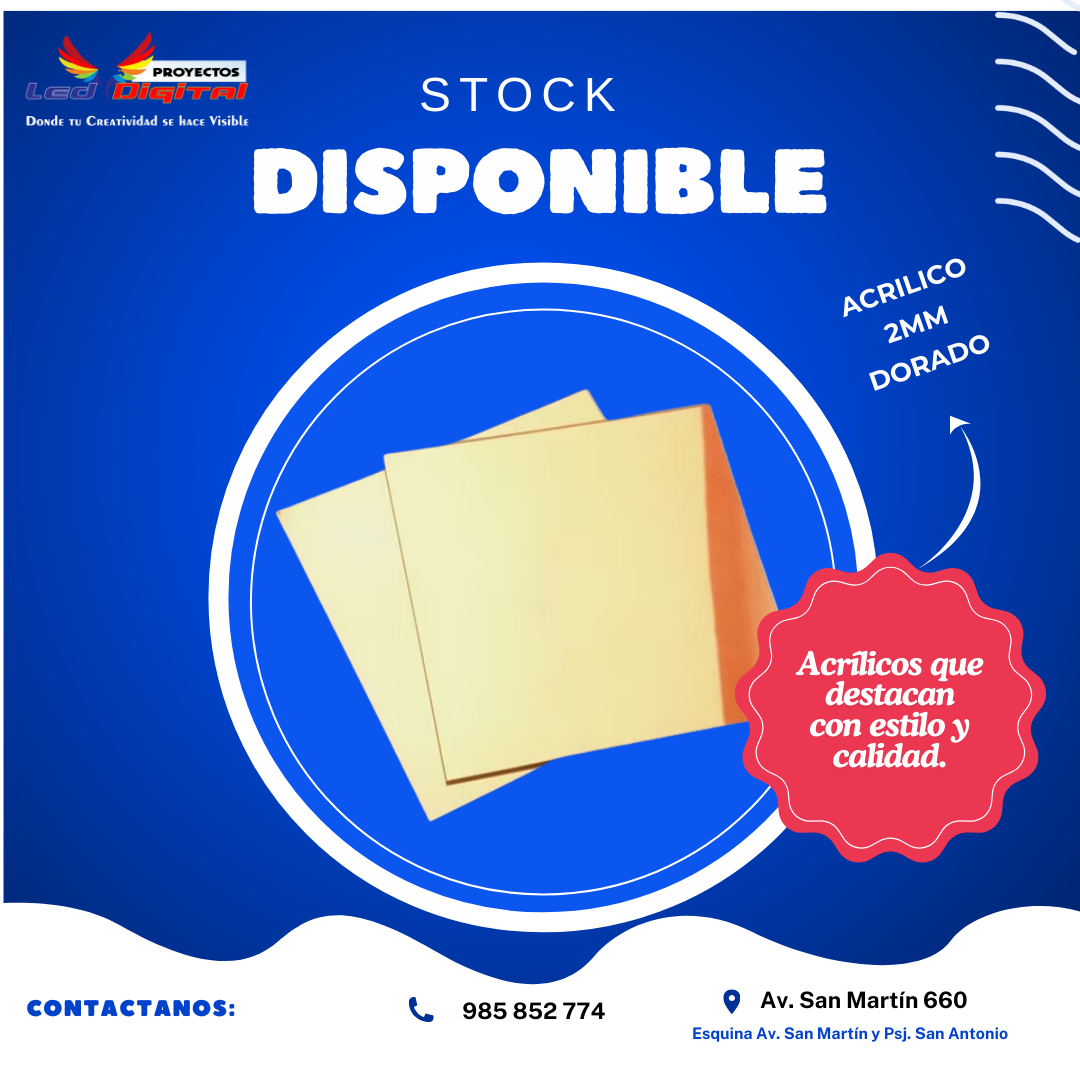 PROYECTOS
Led Digital
Donde tu Creatividad se hace Visible
STOCK
DISPONIBLE
ACRILICO
2MM
DORADO
Acrílicos que
destacan
con estilo y
calidad.
CONTACTANOS:
985 852 774
Av. San Martín 660
Esquina Av. San Martín y Psj. San Antonio